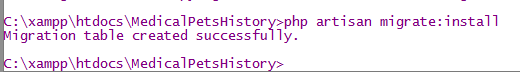 C:\xampp\htdocs\MedicalPetsHistory>php artisan migrate:install
Migration table created successfully.
C:\xampp\htdocs\MedicalPetsHistory>